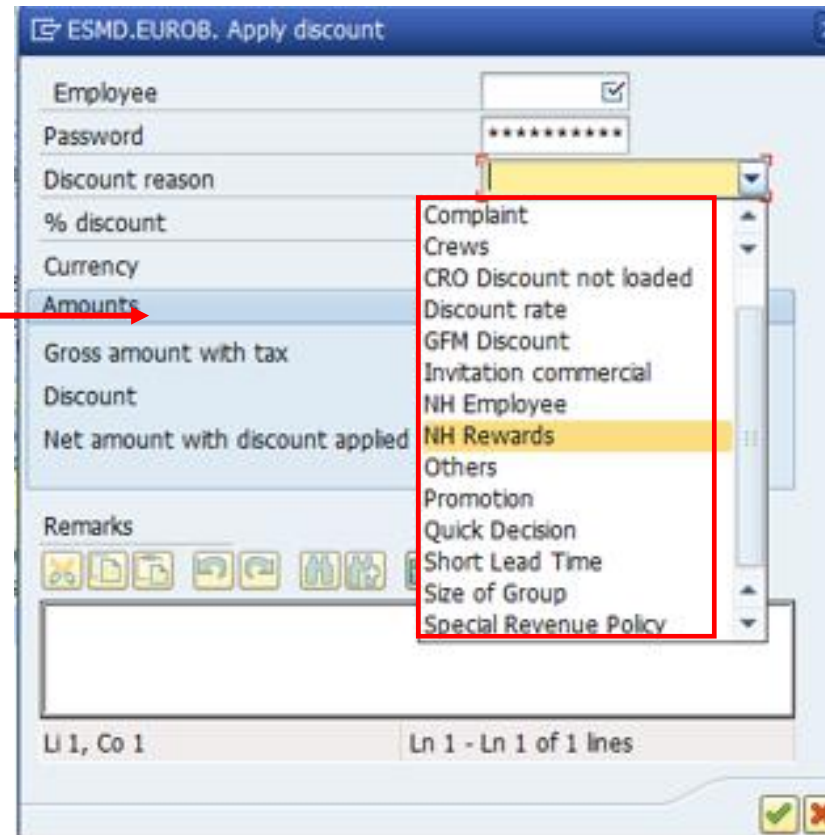 ESMD.EUROB. Apply discount
Employee
Password **********
Discount reason
% discount
Currency
Amounts
Gross amount with tax
Discount
Net amount with discount applied
Complaint
Crews
CRO Discount not loaded
Discount rate
GFM Discount
Invitation commercial
NH Employee
NH Rewards
Others
Promotion
Quick Decision
Short Lead Time
Size of Group
Special Revenue Policy
Remarks
Li 1, Co 1 Ln 1 - Ln 1 of 1 lines